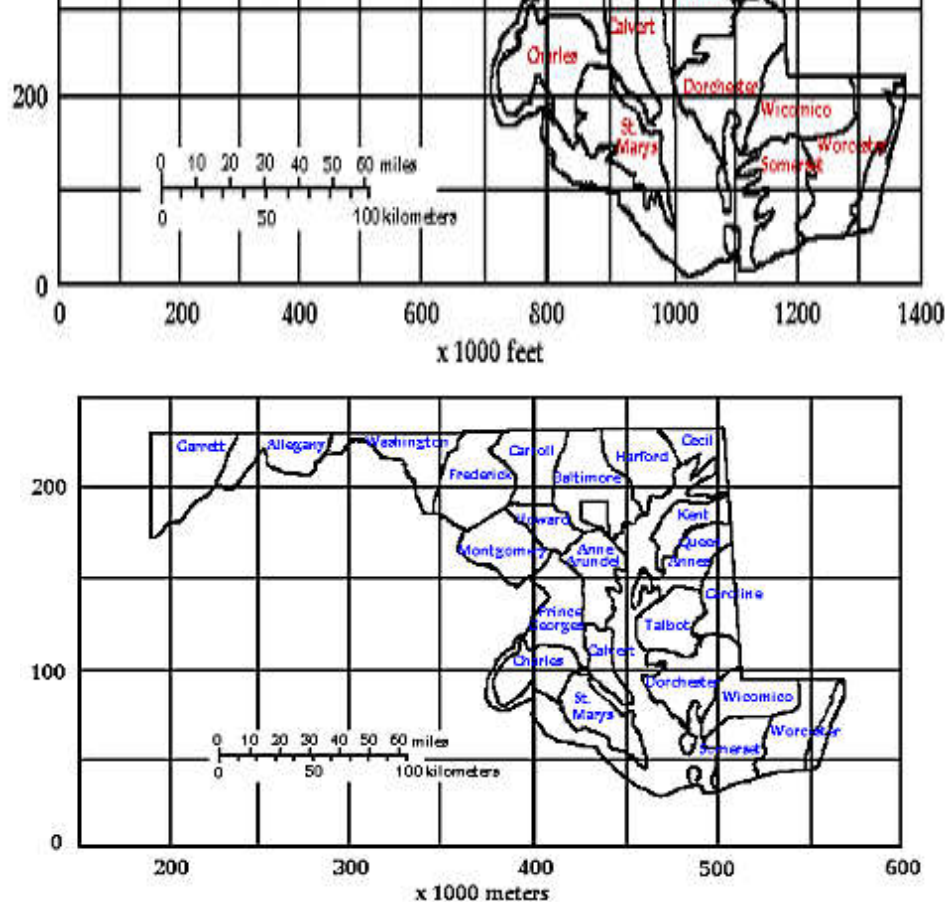 Calvert
Charles
200
Dorchester
Wicomico
St.
Marys
Worcester
Somerset
0 10 20 30 40 50 60 miles
0 50 100 kilometers
0
0 200 400 600 800 1000 1200 1400
x 1000 feet
Garrett Allegany Washington Carroll Harford Cecil
Frederick Baltimore
200
Kent
Howard
Queen
Montgomery Anne
Arundel Annes
Caroline
Prince
Georges Talbot
Calvert
Charles
100
Dorchester
St. Wicomico
Marys
Worcester
0 10 20 30 40 50 60 miles
Somerset
0 50 100 kilometers
0
200 300 400 500 600
x 1000 meters